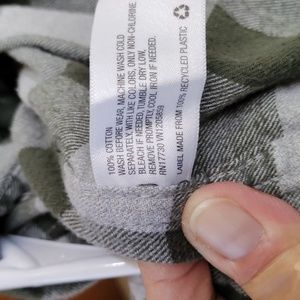 100% COTTON
WASH BEFORE WEAR, MACHINE WASH COLD
SEPARATELY, WITH LIKE COLORS, ONLY NON-CHLORINE
BLEACH IF NEEDED, TUMBLE DRY LOW,
REMOVE PROMPTLY, COOL IRON IF NEEDED.
RN17730 VN1205859
LABEL MADE FROM 100% RECYCLED PLASTIC